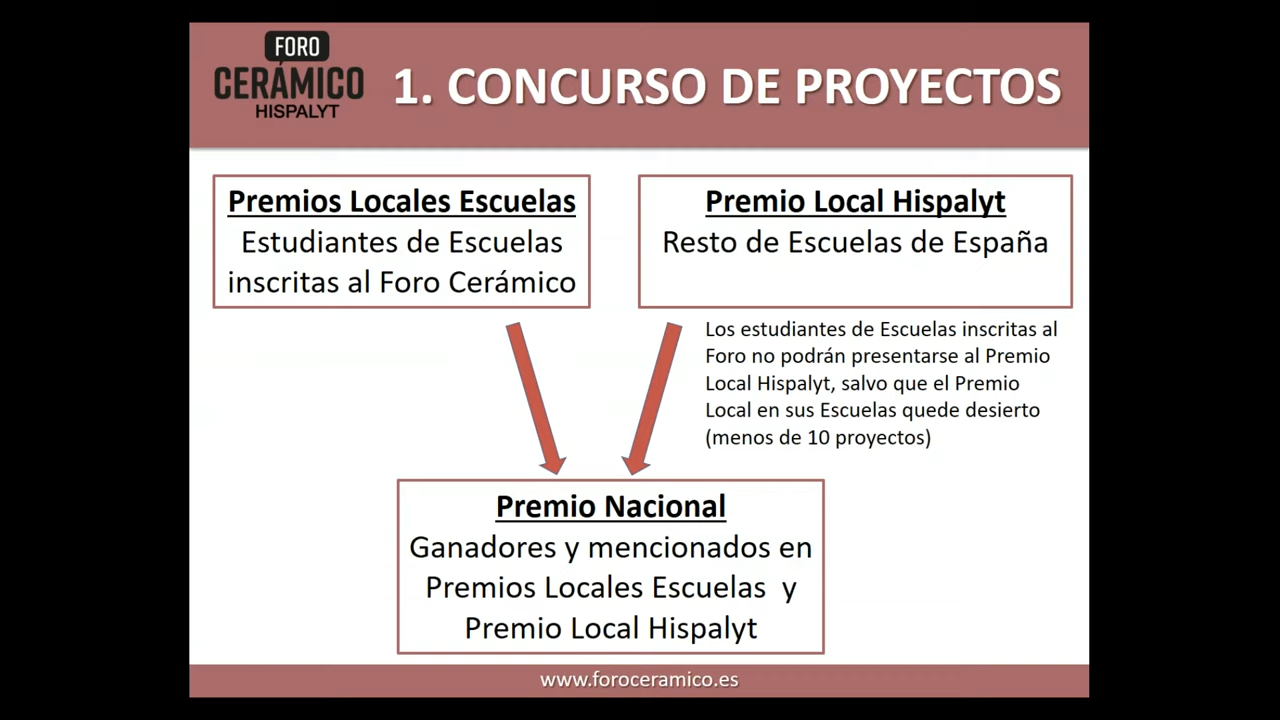 FORO
CERÁMICO
HISPALYT
1. CONCURSO DE PROYECTOS
Premios Locales Escuelas
Estudiantes de Escuelas
inscritas al Foro Cerámico
Premio Local Hispalyt
Resto de Escuelas de España
Los estudiantes de Escuelas inscritas al
Foro no podrán presentarse al Premio
Local Hispalyt, salvo que el Premio
Local en sus Escuelas quede desierto
(menos de 10 proyectos)
Premio Nacional
Ganadores y mencionados en
Premios Locales Escuelas y
Premio Local Hispalyt
www.foroceramico.es